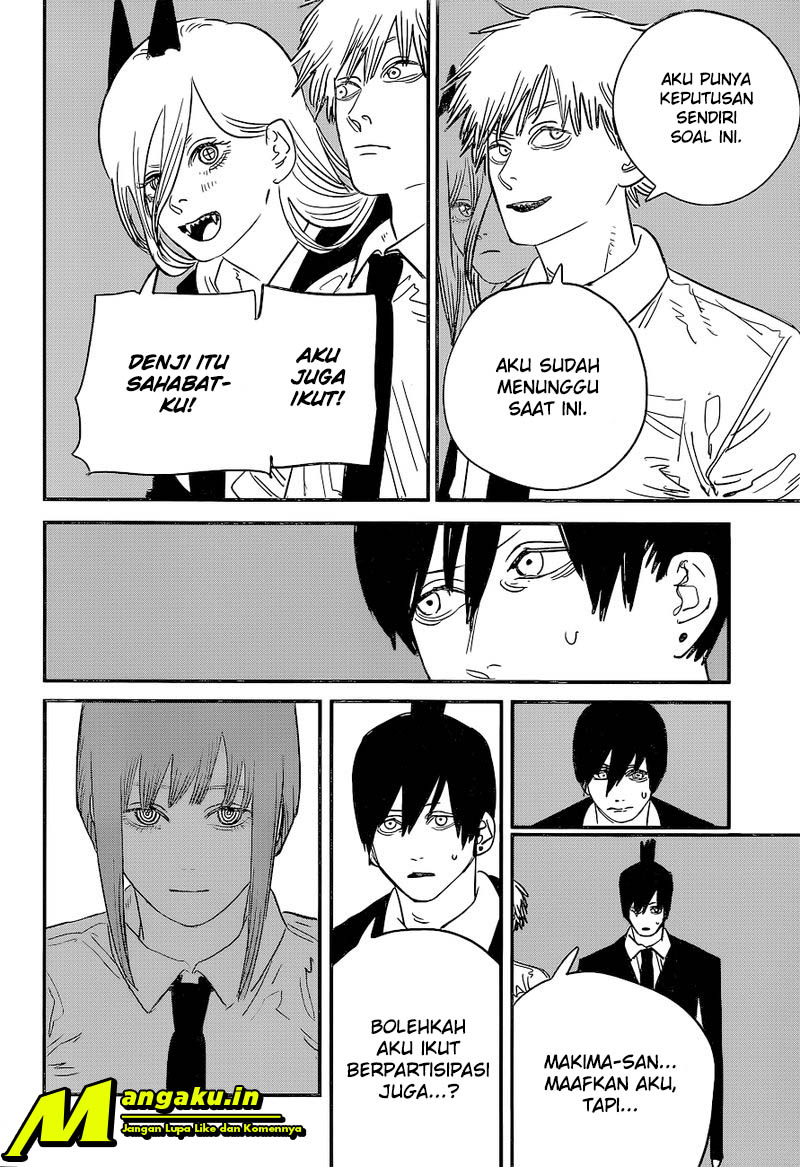 AKU PUNYA
KEPUTUSAN
SENDIRI
SOAL INI.
AKU SUDAH
MENUNGGU
SAAT INI.
AKU
JUGA
IKUT!
DENJI ITU
SAHABAT-
KU!
MAKIMA-SAN...
MAAFKAN AKU,
TAPI...
BOLEHKAH
AKU IKUT
BERPARTISIPASI
JUGA...?
Mangaku.in
Jangan Lupa Like dan Komennya